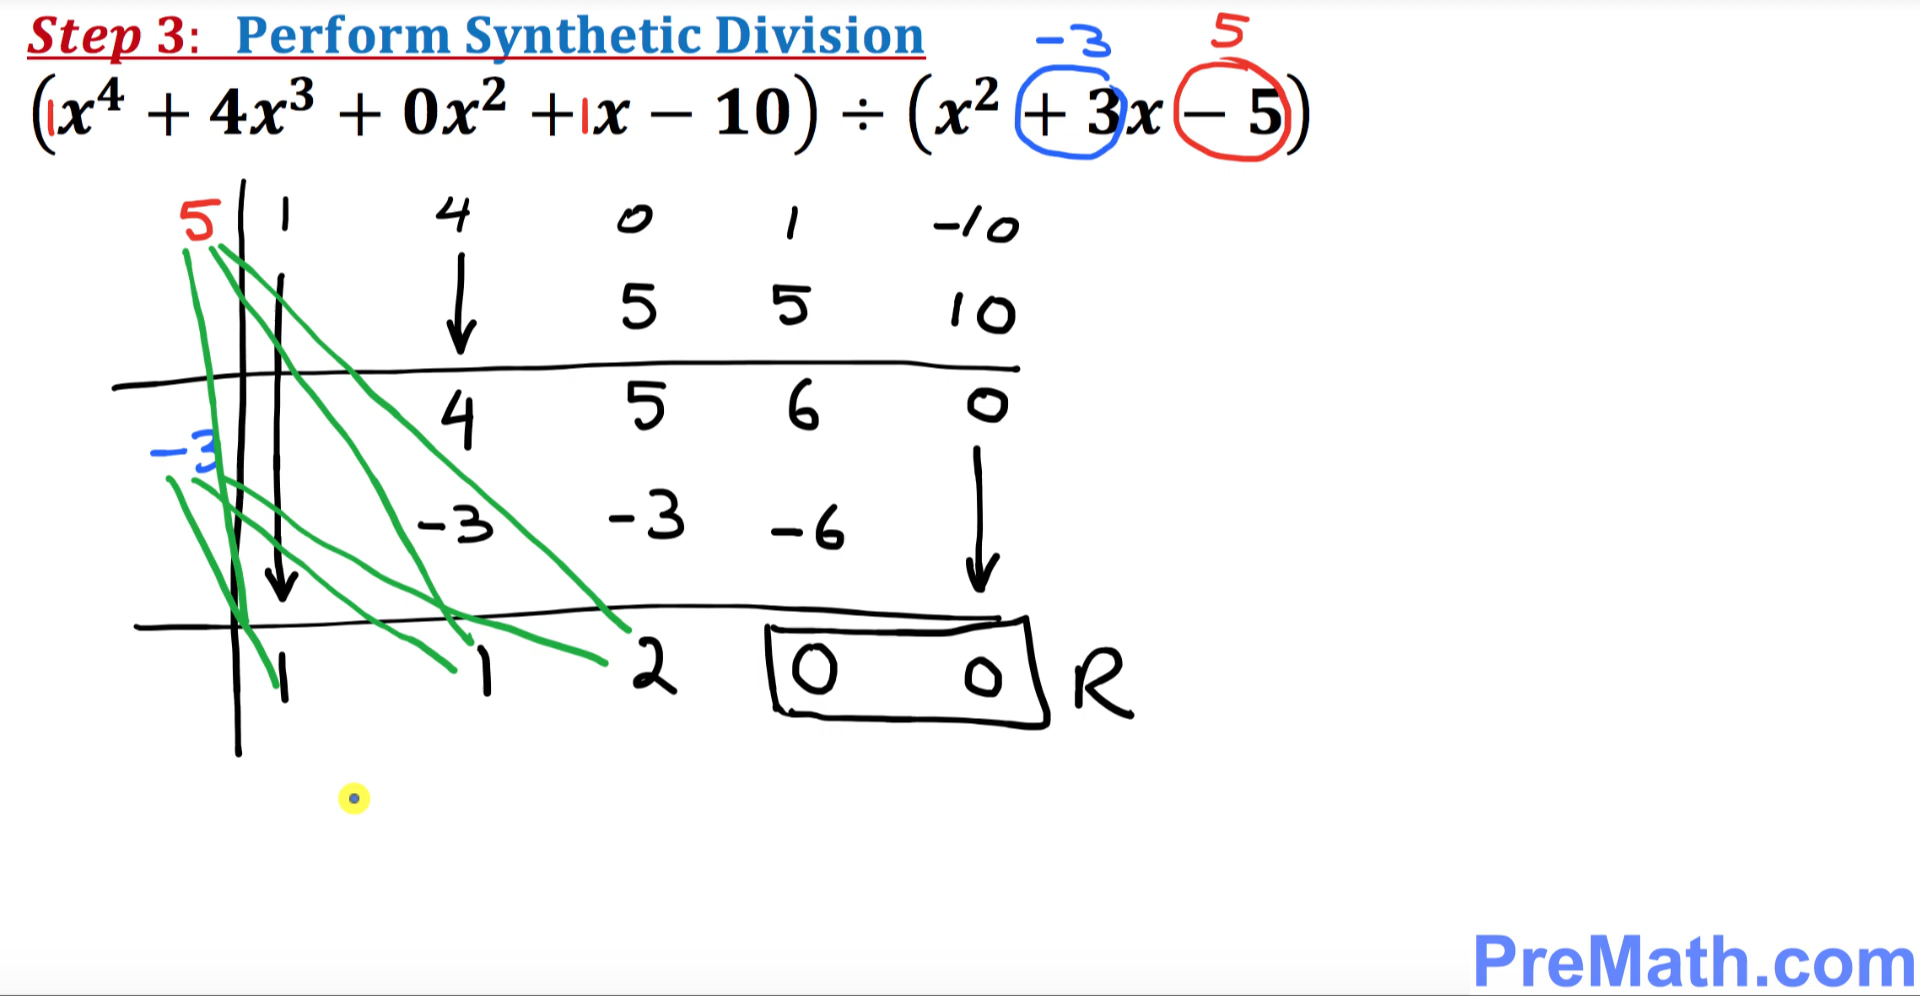 Step 3: Perform Synthetic Division
-3 5
(1x⁴ + 4x³ + 0x² + 1x − 10) ÷ (x² + 3x − 5)
5 1 4 0 1 -10
5 5 10
4 5 6 0
-3
-3 -3 -6
1 1 2 0 0 R
PreMath.com